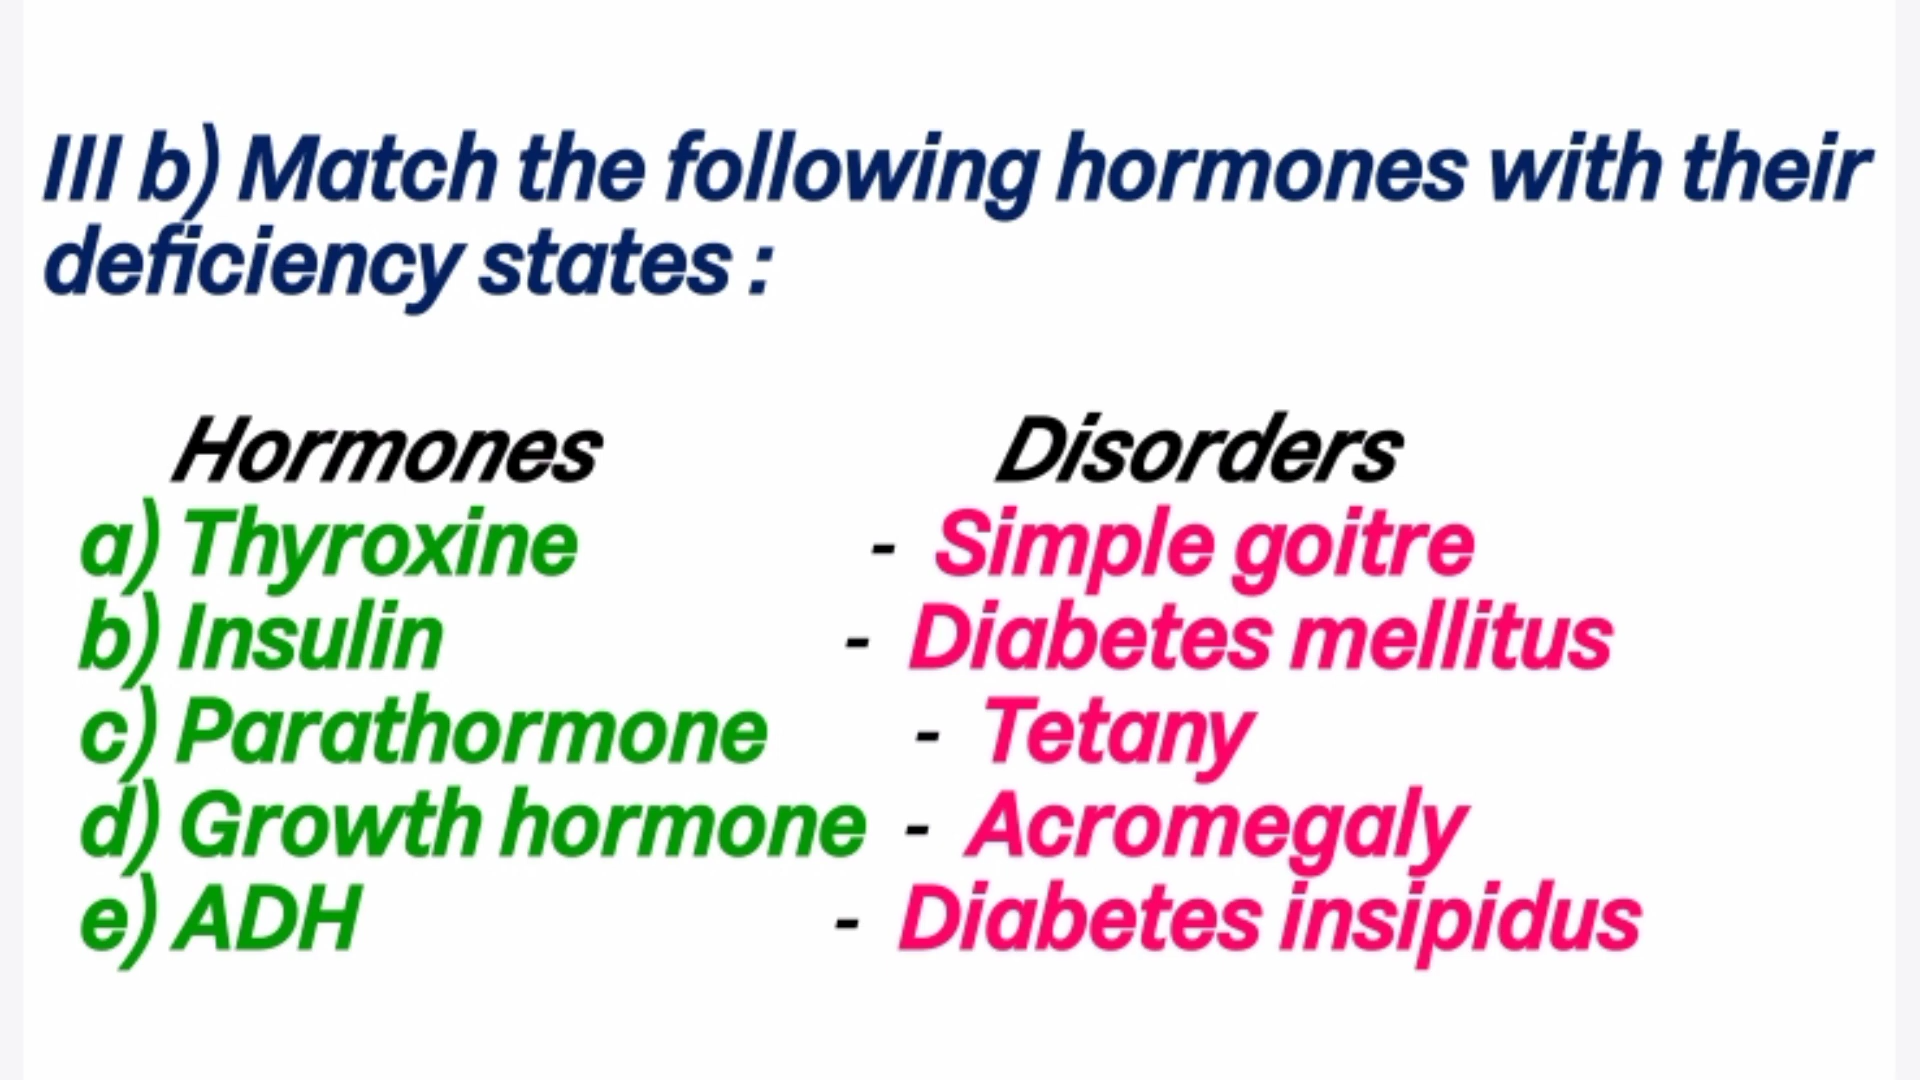 III b) Match the following hormones with their
deficiency states :
Hormones Disorders
a) Thyroxine - Simple goitre
b) Insulin - Diabetes mellitus
c) Parathormone - Tetany
d) Growth hormone - Acromegaly
e) ADH - Diabetes insipidus